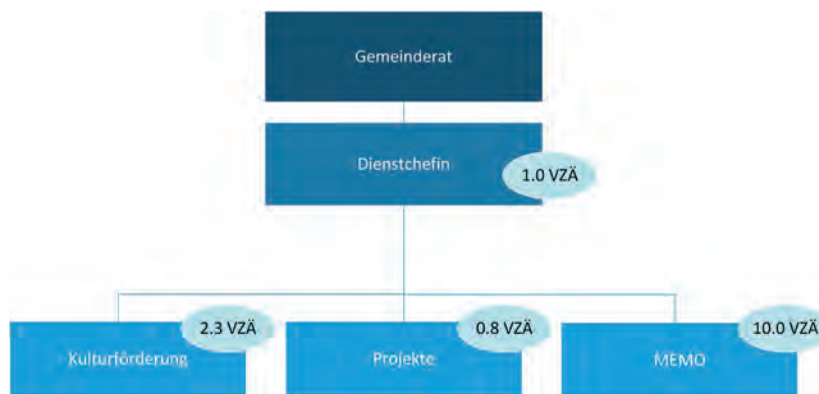 Gemeinderat
Dienstchefin
1.0 VZÄ
2.3 VZÄ
0.8 VZÄ
10.0 VZÄ
Kulturförderung
Projekte
MEMO